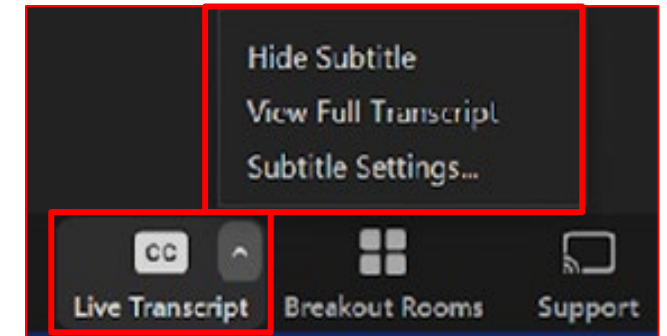 Hide Subtitle
View Full Transcript
Subtitle Settings...
CC
Live Transcript
Breakout Rooms
Support